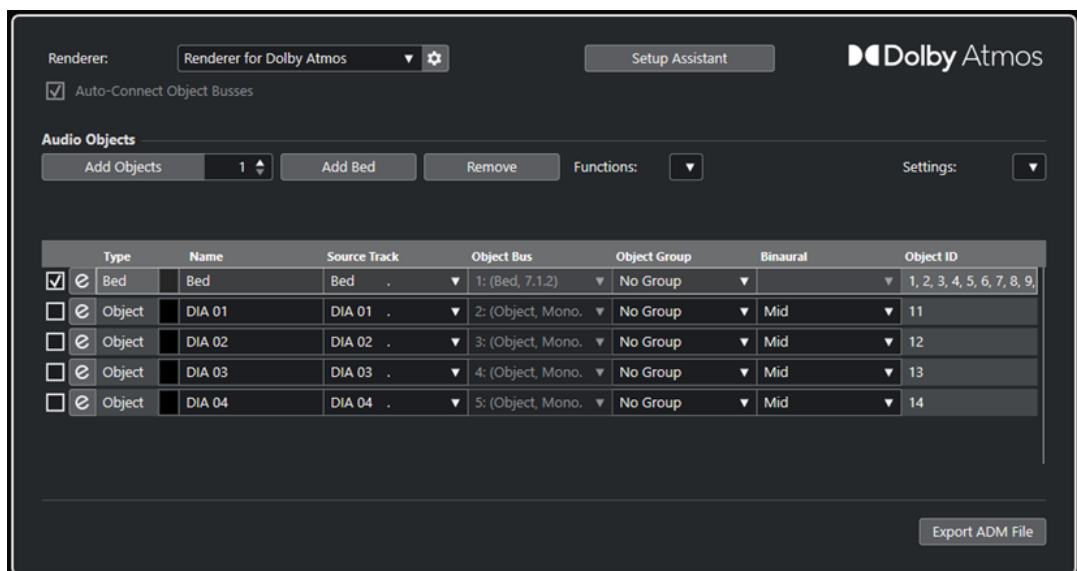 Renderer: Renderer for Dolby Atmos Setup Assistant Dolby Atmos
Auto-Connect Object Busses
Audio Objects
Add Objects 1 Add Bed Remove Functions: Settings:
Type Name Source Track Object Bus Object Group Binaural Object ID
e Bed Bed Bed . 1: (Bed, 7.1.2) No Group 1, 2, 3, 4, 5, 6, 7, 8, 9,
e Object DIA 01 DIA 01 . 2: (Object, Mono. No Group Mid 11
e Object DIA 02 DIA 02 . 3: (Object, Mono. No Group Mid 12
e Object DIA 03 DIA 03 . 4: (Object, Mono. No Group Mid 13
e Object DIA 04 DIA 04 . 5: (Object, Mono. No Group Mid 14
Export ADM File